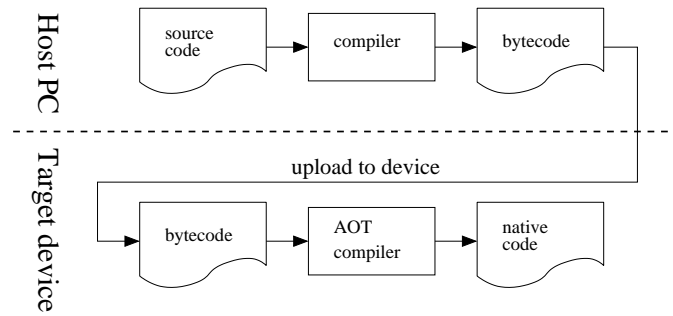 Host PC
source
code
compiler
bytecode
upload to device
Target device
bytecode
AOT
compiler
native
code